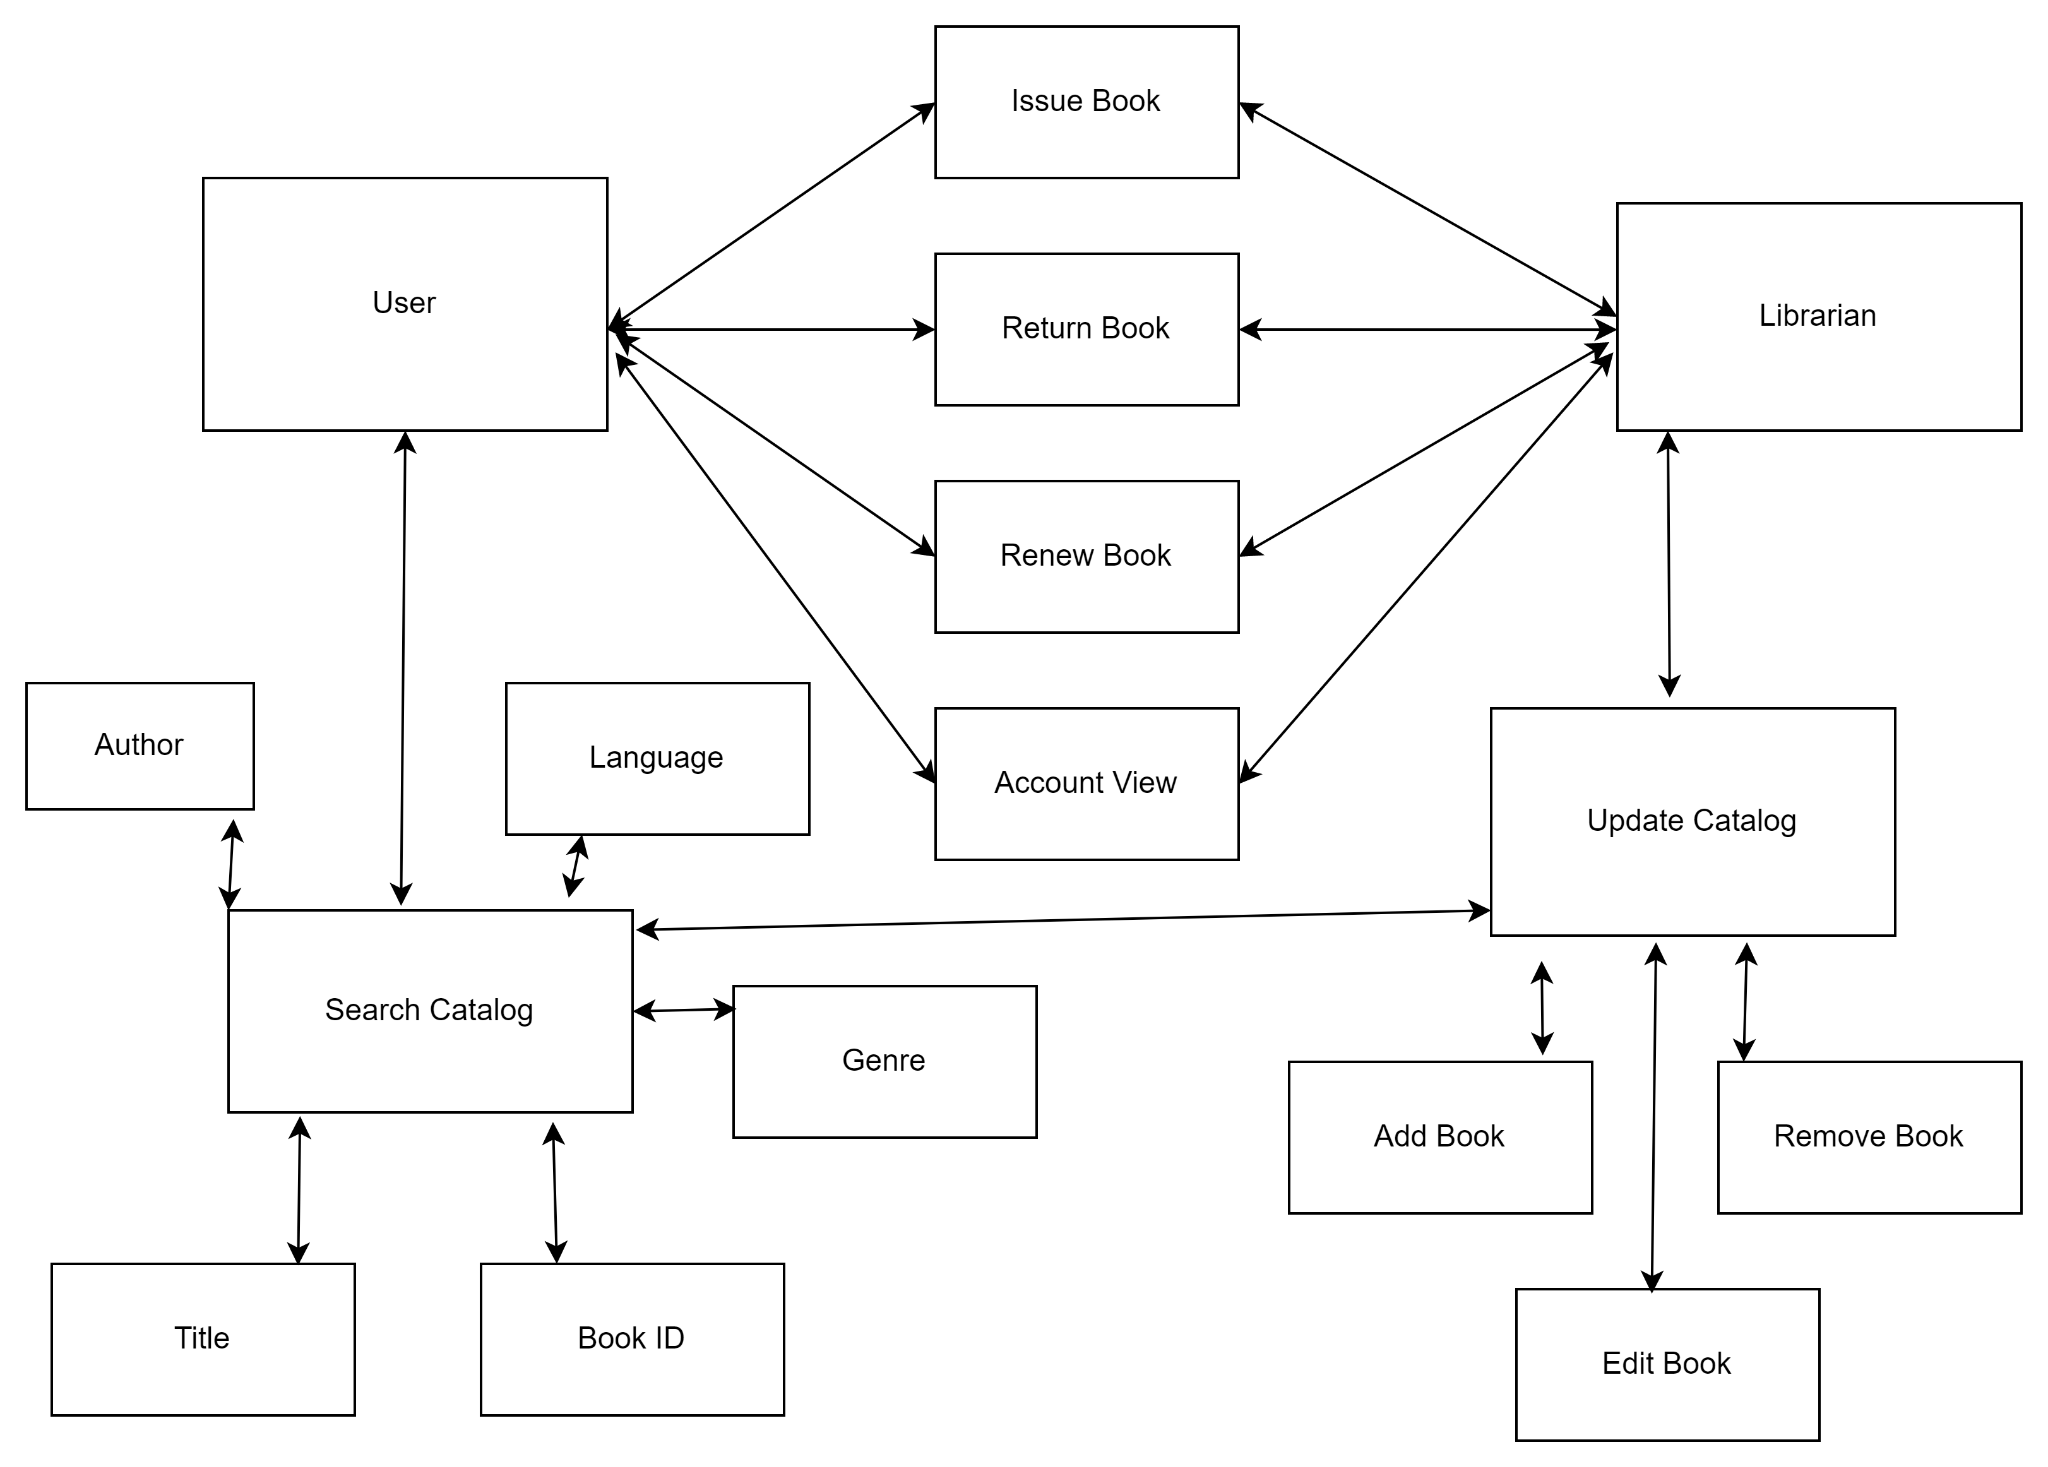 Issue Book
User
Librarian
Return Book
Renew Book
Author
Language
Account View
Update Catalog
Search Catalog
Genre
Add Book
Remove Book
Title
Book ID
Edit Book